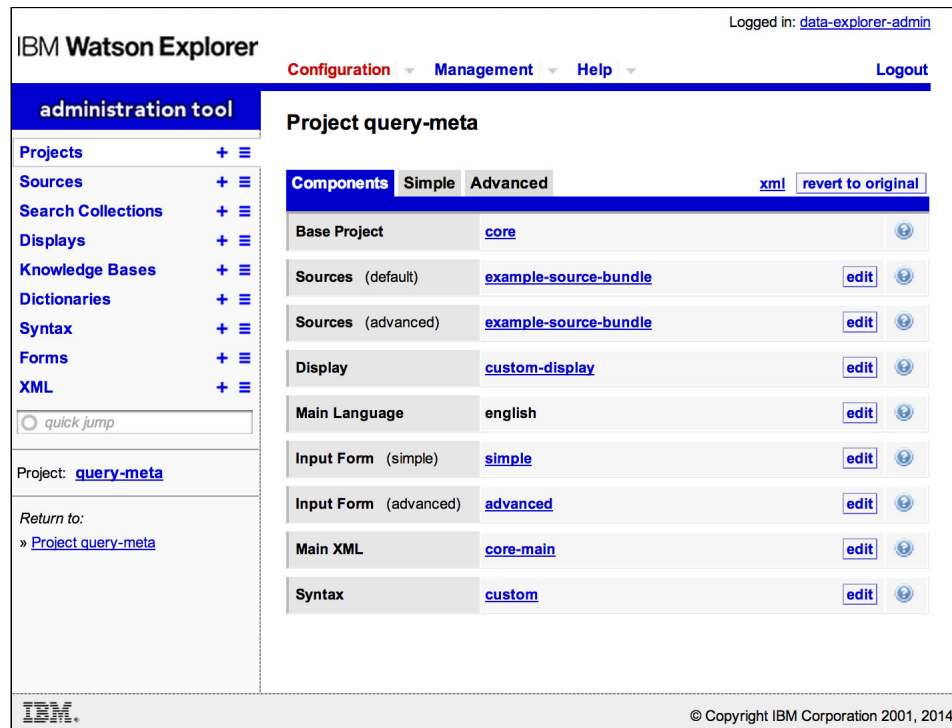 Logged in: data-explorer-admin
IBM Watson Explorer
Configuration Management Help Logout
administration tool
Project query-meta
Projects
Sources
Search Collections
Displays
Knowledge Bases
Dictionaries
Syntax
Forms
XML
quick jump
Project: query-meta
Return to:
» Project query-meta
Components Simple Advanced xml revert to original
Base Project core
Sources (default) example-source-bundle edit
Sources (advanced) example-source-bundle edit
Display custom-display edit
Main Language english edit
Input Form (simple) simple edit
Input Form (advanced) advanced edit
Main XML core-main edit
Syntax custom edit
IBM.
© Copyright IBM Corporation 2001, 2014